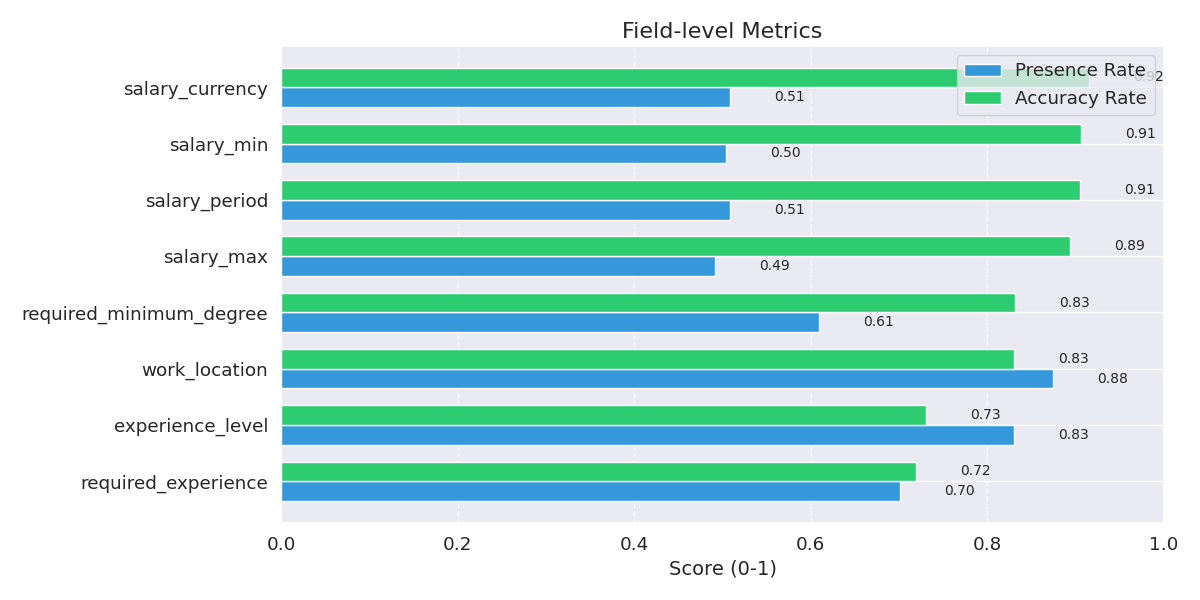 Field-level Metrics
Presence Rate
Accuracy Rate
salary_currency
0.92
0.51
salary_min
0.91
0.50
salary_period
0.91
0.51
salary_max
0.89
0.49
required_minimum_degree
0.83
0.61
work_location
0.83
0.88
experience_level
0.73
0.83
required_experience
0.72
0.70
0.0 0.2 0.4 0.6 0.8 1.0
Score (0-1)